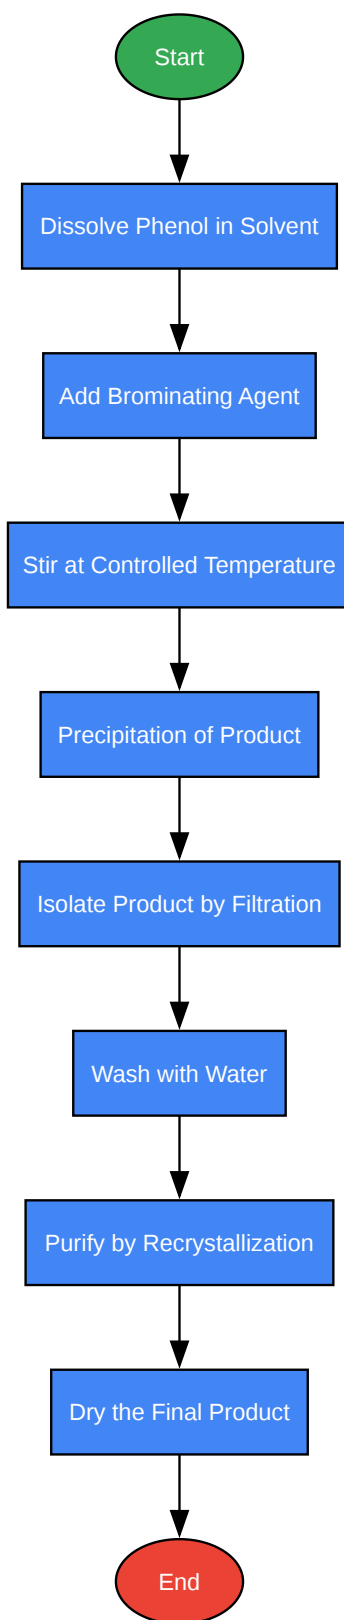 Start
Dissolve Phenol in Solvent
Add Brominating Agent
Stir at Controlled Temperature
Precipitation of Product
Isolate Product by Filtration
Wash with Water
Purify by Recrystallization
Dry the Final Product
End